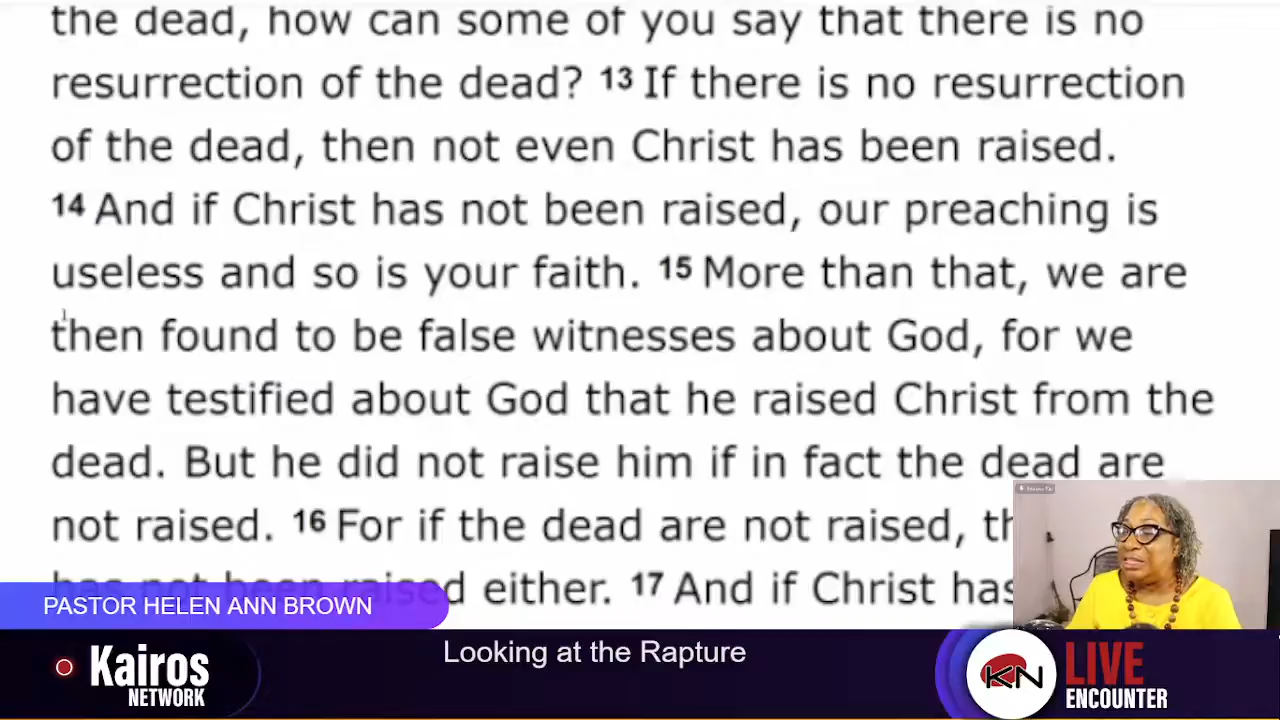 the dead, how can some of you say that there is no
resurrection of the dead? 13 If there is no resurrection
of the dead, then not even Christ has been raised.
14 And if Christ has not been raised, our preaching is
useless and so is your faith. 15 More than that, we are
then found to be false witnesses about God, for we
have testified about God that he raised Christ from the
dead. But he did not raise him if in fact the dead are
not raised. 16 For if the dead are not raised, th
has not been raised either. 17 And if Christ has
PASTOR HELEN ANN BROWN
Kairos
NETWORK
Looking at the Rapture
KN
LIVE
ENCOUNTER